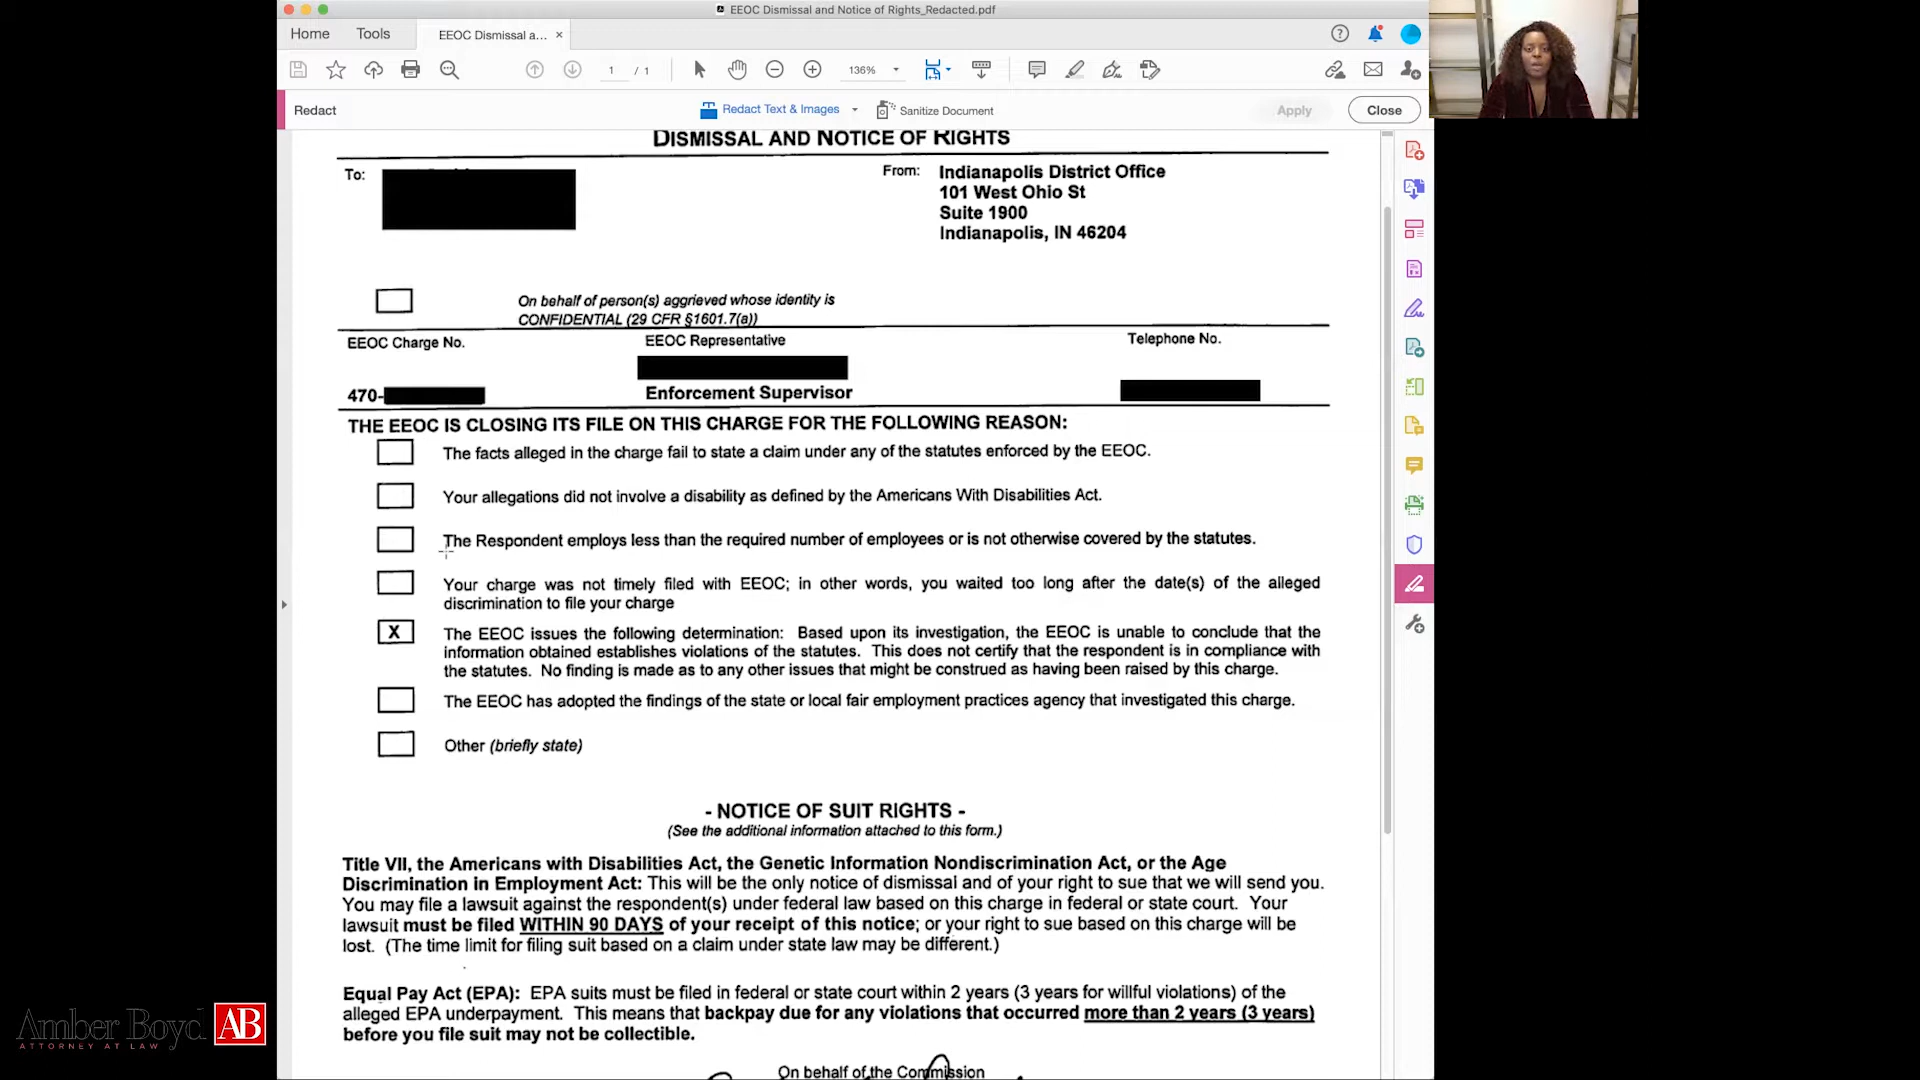 EEOC Dismissal and Notice of Rights_Redacted.pdf
Home Tools EEOC Dismissal a... ×
1 / 1 136%
Redact Redact Text & Images Sanitize Document Apply Close
DISMISSAL AND NOTICE OF RIGHTS
To: From: Indianapolis District Office
101 West Ohio St
Suite 1900
Indianapolis, IN 46204
On behalf of person(s) aggrieved whose identity is
CONFIDENTIAL (29 CFR §1601.7(a))
EEOC Charge No. EEOC Representative Telephone No.
470- Enforcement Supervisor
THE EEOC IS CLOSING ITS FILE ON THIS CHARGE FOR THE FOLLOWING REASON:
The facts alleged in the charge fail to state a claim under any of the statutes enforced by the EEOC.
Your allegations did not involve a disability as defined by the Americans With Disabilities Act.
The Respondent employs less than the required number of employees or is not otherwise covered by the statutes.
Your charge was not timely filed with EEOC; in other words, you waited too long after the date(s) of the alleged
discrimination to file your charge
X The EEOC issues the following determination: Based upon its investigation, the EEOC is unable to conclude that the
information obtained establishes violations of the statutes. This does not certify that the respondent is in compliance with
the statutes. No finding is made as to any other issues that might be construed as having been raised by this charge.
The EEOC has adopted the findings of the state or local fair employment practices agency that investigated this charge.
Other (briefly state)
- NOTICE OF SUIT RIGHTS -
(See the additional information attached to this form.)
Title VII, the Americans with Disabilities Act, the Genetic Information Nondiscrimination Act, or the Age
Discrimination in Employment Act: This will be the only notice of dismissal and of your right to sue that we will send you.
You may file a lawsuit against the respondent(s) under federal law based on this charge in federal or state court. Your
lawsuit must be filed WITHIN 90 DAYS of your receipt of this notice; or your right to sue based on this charge will be
lost. (The time limit for filing suit based on a claim under state law may be different.)
Equal Pay Act (EPA): EPA suits must be filed in federal or state court within 2 years (3 years for willful violations) of the
alleged EPA underpayment. This means that backpay due for any violations that occurred more than 2 years (3 years)
before you file suit may not be collectible.
On behalf of the Commission
Amber Boyd AB
ATTORNEY AT LAW